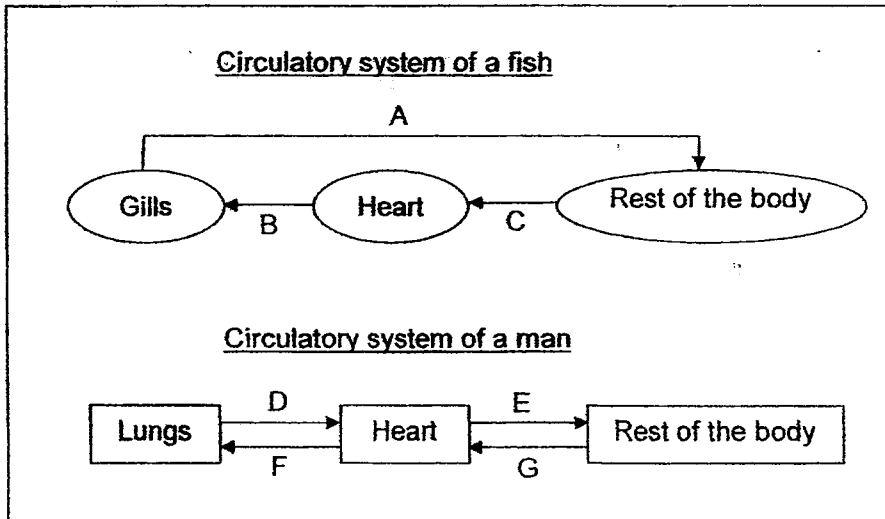 Circulatory system of a fish
A
Gills
B
Heart
C
Rest of the body
Circulatory system of a man
Lungs
D
F
Heart
E
G
Rest of the body